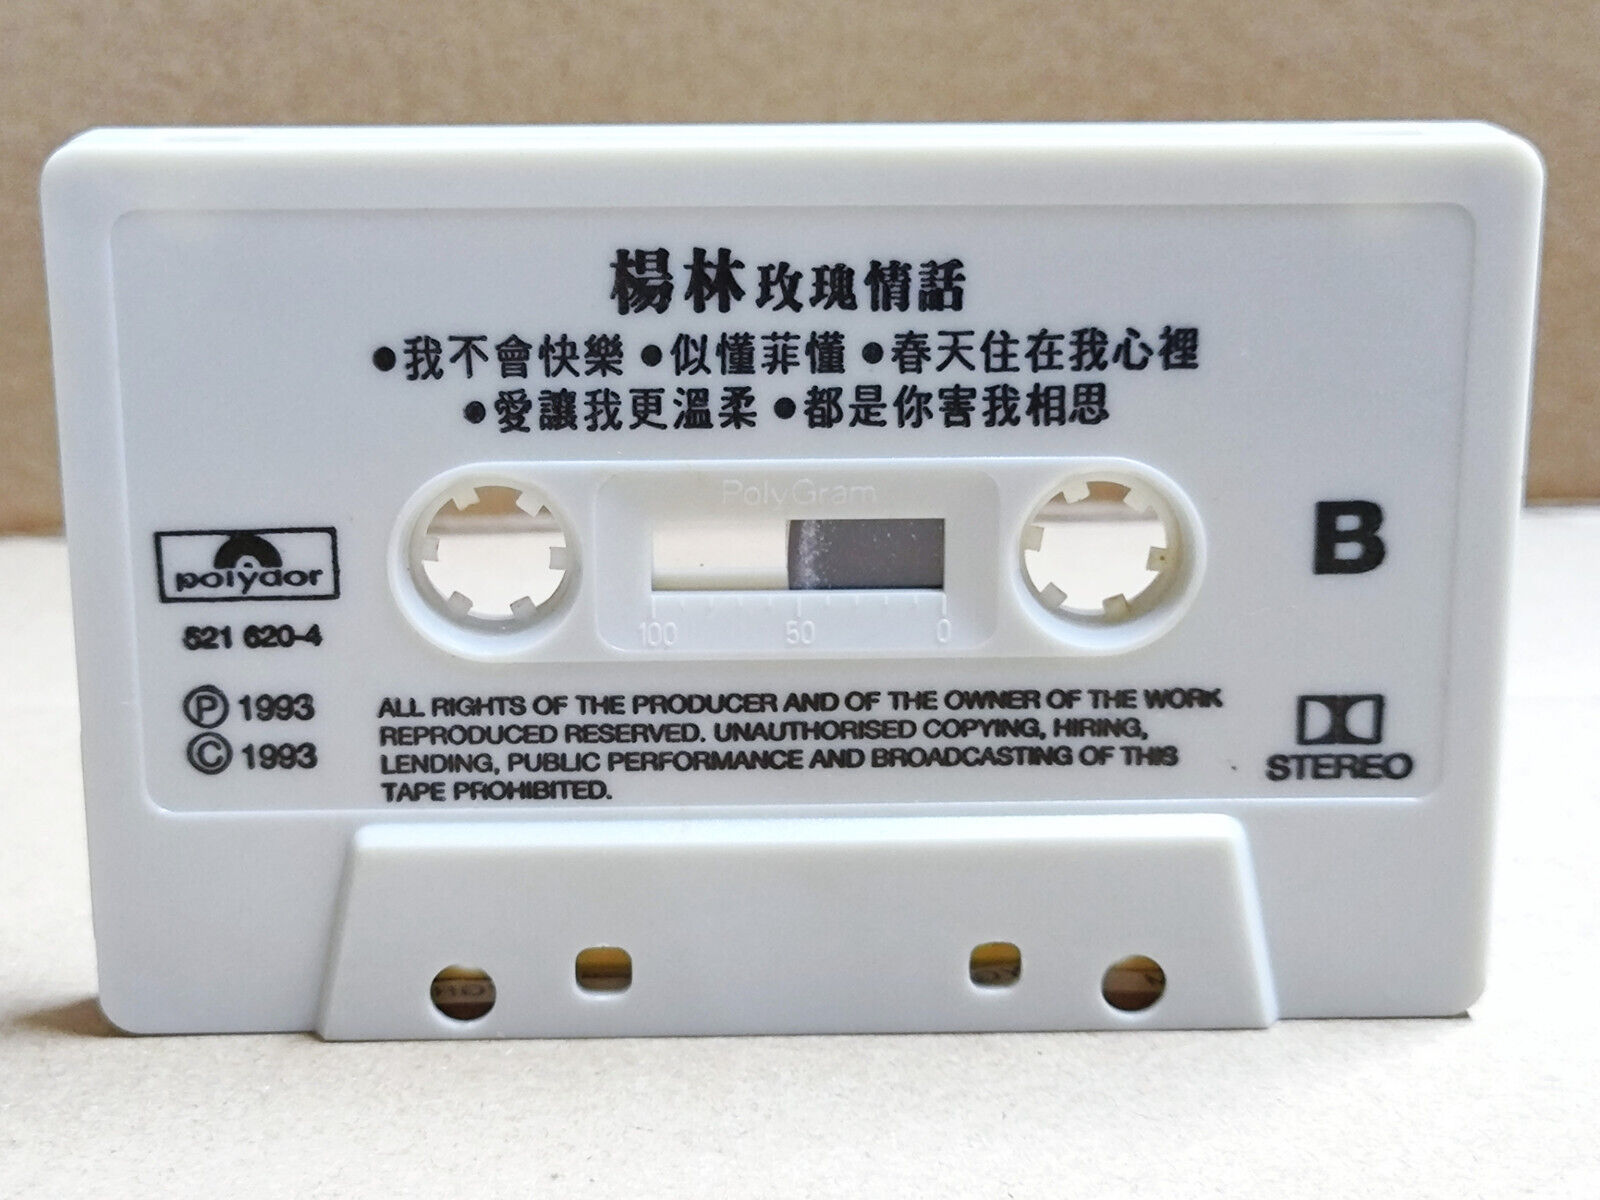 楊林玫瑰情話
●我不會快樂 ●似懂菲懂 ●春天住在我心裡
●愛讓我更溫柔 ●都是你害我相思
PolyGram
100 50 0
B
polydor
521 620-4
Ⓟ 1993
© 1993
ALL RIGHTS OF THE PRODUCER AND OF THE OWNER OF THE WORK
REPRODUCED RESERVED. UNAUTHORISED COPYING, HIRING,
LENDING, PUBLIC PERFORMANCE AND BROADCASTING OF THIS
TAPE PROHIBITED.
STEREO